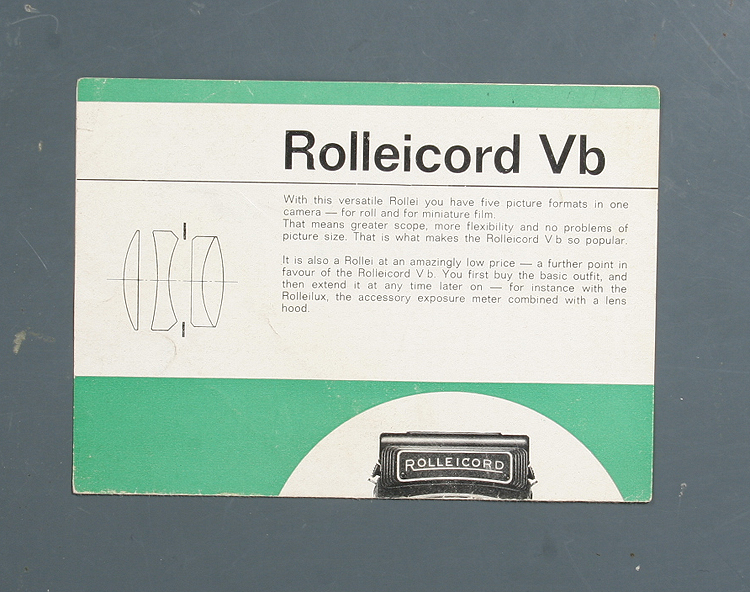 Rolleicord Vb
With this versatile Rollei you have five picture formats in one
camera — for roll and for miniature film.
That means greater scope, more flexibility and no problems of
picture size. That is what makes the Rolleicord V b so popular.
It is also a Rollei at an amazingly low price — a further point in
favour of the Rolleicord V b. You first buy the basic outfit, and
then extend it at any time later on — for instance with the
Rolleilux, the accessory exposure meter combined with a lens
hood.
ROLLEICORD